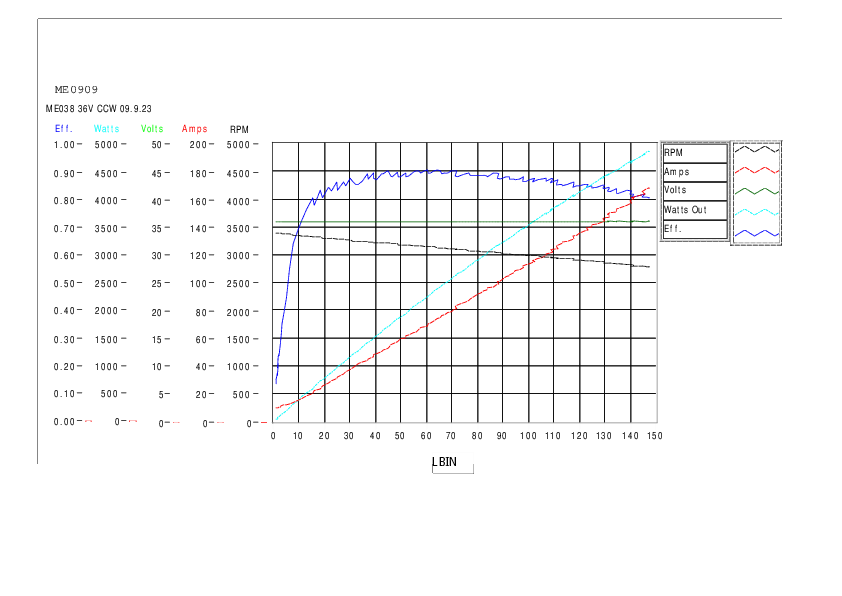 ME0909
ME038 36V CCW 09.9.23
Eff. Watts Volts Amps RPM
1.00 5000 50 200 5000
0.90 4500 45 180 4500
0.80 4000 40 160 4000
0.70 3500 35 140 3500
0.60 3000 30 120 3000
0.50 2500 25 100 2500
0.40 2000 20 80 2000
0.30 1500 15 60 1500
0.20 1000 10 40 1000
0.10 500 5 20 500
0.00 0 0 0 0
0 10 20 30 40 50 60 70 80 90 100 110 120 130 140 150
LBIN
RPM
Amps
Volts
Watts Out
Eff.